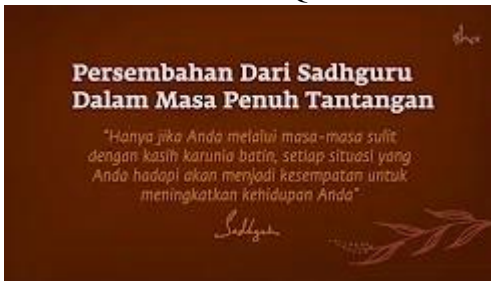 Isha
Persembahan Dari Sadhguru
Dalam Masa Penuh Tantangan
"Hanya jika Anda melalui masa-masa sulit
dengan kasih karunia batin, setiap situasi yang
Anda hadapi akan menjadi kesempatan untuk
meningkatkan kehidupan Anda"
Sadhguru